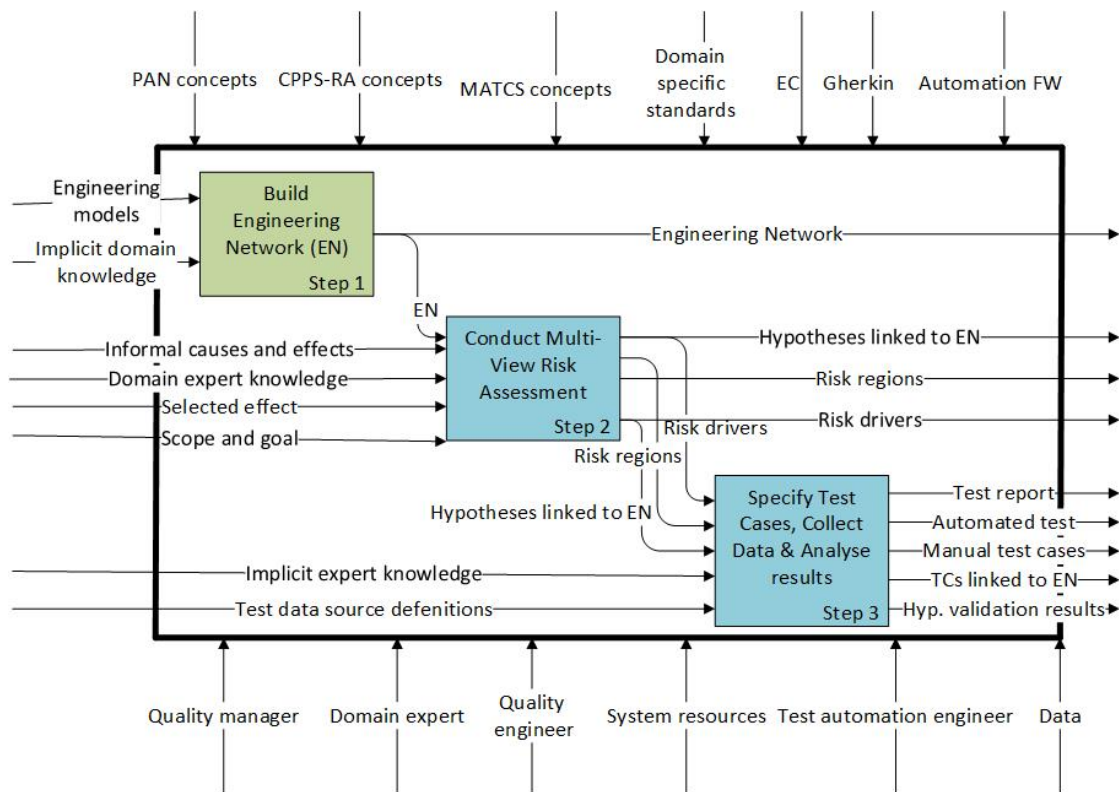 PAN concepts
CPPS-RA concepts
MATCS concepts
Domain
specific
standards
EC
Gherkin
Automation FW
Engineering
models
Implicit domain
knowledge
Build
Engineering
Network (EN)
Step 1
Engineering Network
EN
Informal causes and effects
Domain expert knowledge
Selected effect
Scope and goal
Conduct Multi-
View Risk
Assessment
Step 2
Hypotheses linked to EN
Risk regions
Risk drivers
Risk drivers
Risk regions
Hypotheses linked to EN
Implicit expert knowledge
Test data source defenitions
Specify Test
Cases, Collect
Data & Analyse
results
Step 3
Test report
Automated test
Manual test cases
TCs linked to EN
Hyp. validation results
Quality manager
Domain expert
Quality
engineer
System resources
Test automation engineer
Data